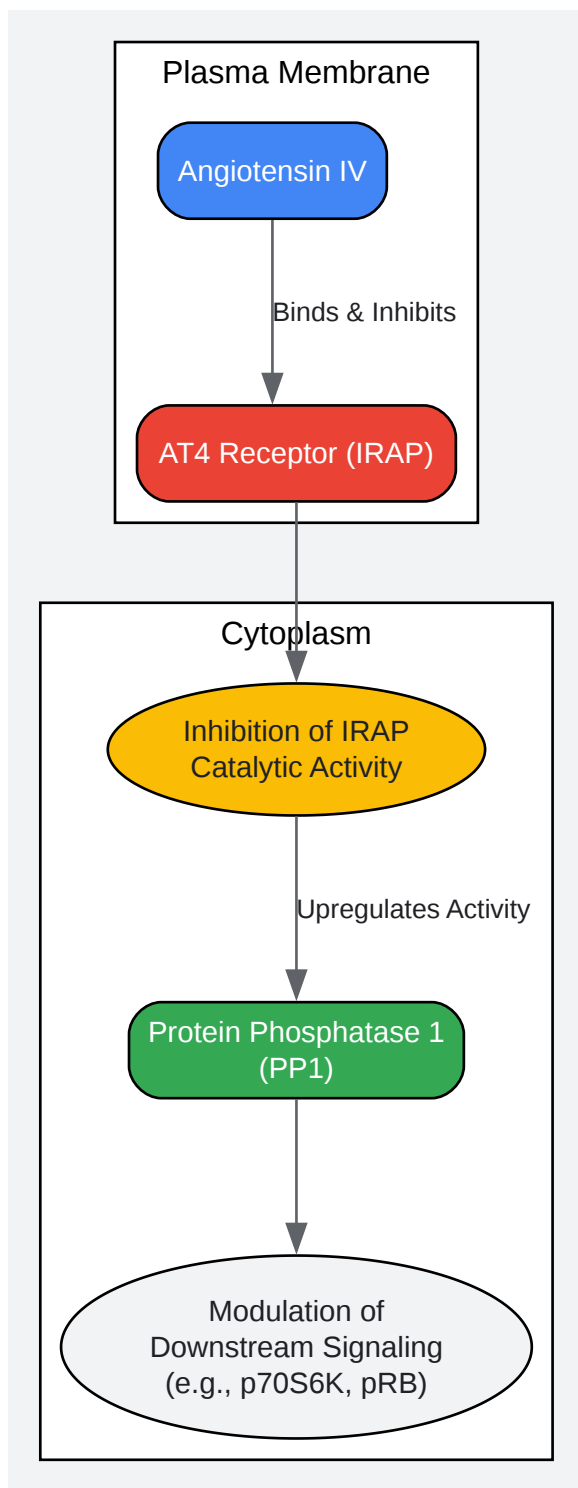 Plasma Membrane
Angiotensin IV
Binds & Inhibits
AT4 Receptor (IRAP)
Cytoplasm
Inhibition of IRAP
Catalytic Activity
Upregulates Activity
Protein Phosphatase 1
(PP1)
Modulation of
Downstream Signaling
(e.g., p70S6K, pRB)